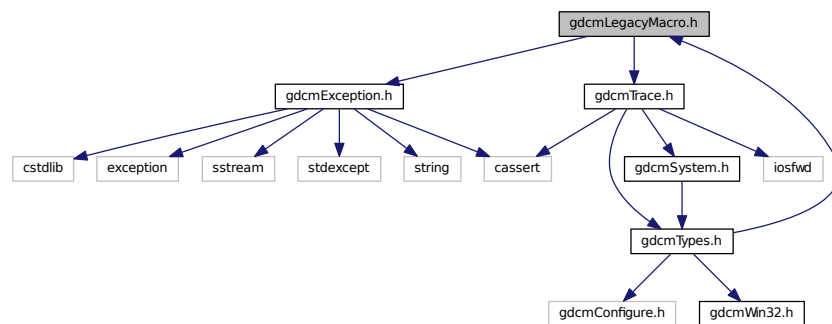 gdcmLegacyMacro.h
gdcmException.h
gdcmTrace.h
cstdlib
exception
sstream
stdexcept
string
cassert
gdcmSystem.h
iosfwd
gdcmTypes.h
gdcmConfigure.h
gdcmWin32.h